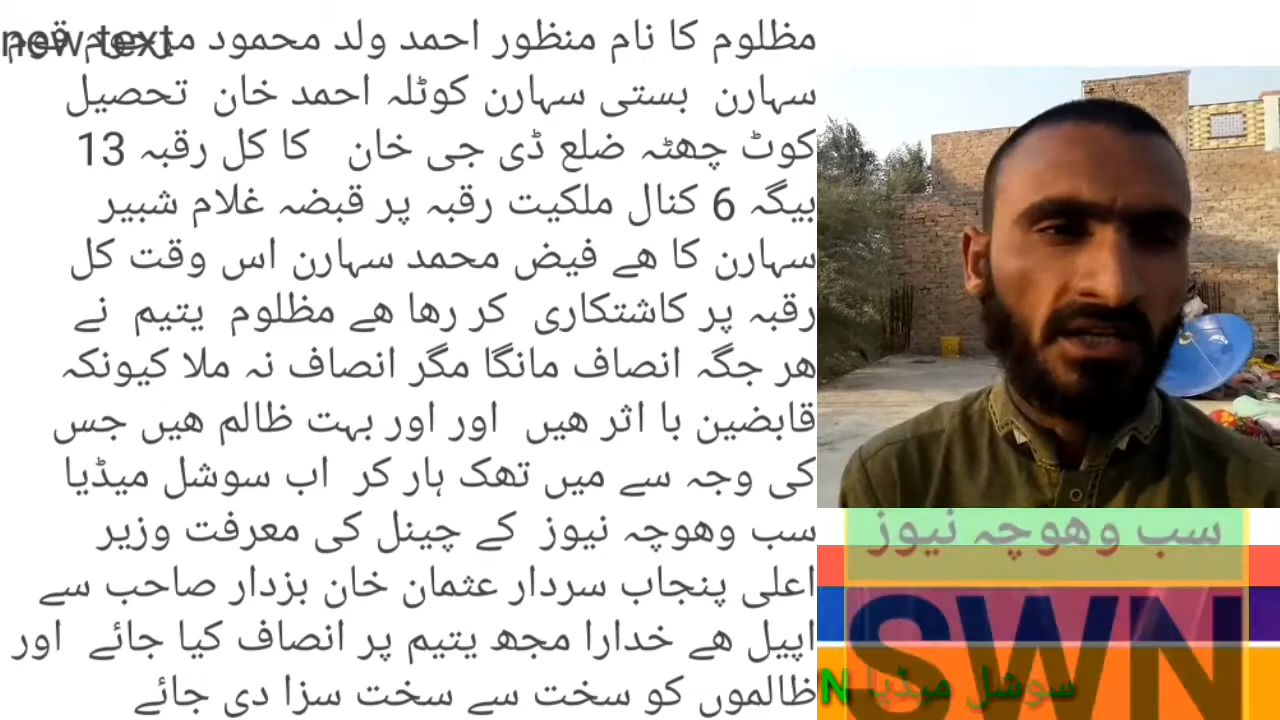 مظلوم کا نام منظور احمد ولد محمود مرحوم قوم
new text
سہارن بستی سہارن کوٹلہ احمد خان تحصیل
کوٹ چھٹہ ضلع ڈی جی خان کا کل رقبہ 13
بیگہ 6 کنال ملکیت رقبہ پر قبضہ غلام شبیر
سہارن کا ھے فیض محمد سہارن اس وقت کل
رقبہ پر کاشتکاری کر رھا ھے مظلوم یتیم نے
ھر جگہ انصاف مانگا مگر انصاف نہ ملا کیونکہ
قابضین با اثر ھیں اور اور بہت ظالم ھیں جس
کی وجہ سے میں تھک ہار کر اب سوشل میڈیا
سب وھوچہ نیوز کے چینل کی معرفت وزیر
اعلی پنجاب سردار عثمان خان بزدار صاحب سے
اپیل ھے خدارا مجھ یتیم پر انصاف کیا جائے اور
ظالموں کو سخت سے سخت سزا دی جائے
سب وھوچہ نیوز
SWN
سوشل میڈیا N